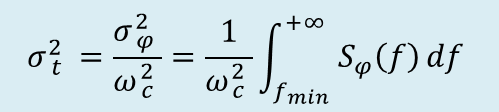 σ_t^2 = σ_φ^2 / ω_c^2 = 1 / ω_c^2 ∫_{f_min}^{+∞} S_φ(f) df